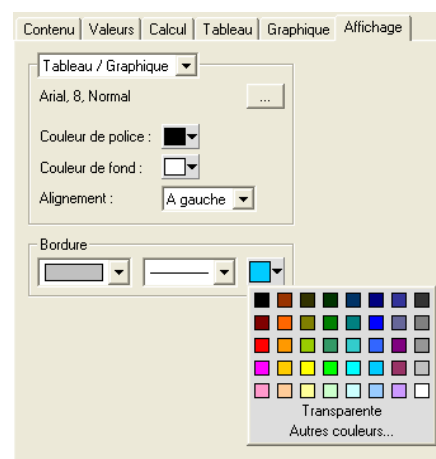 Contenu Valeurs Calcul Tableau Graphique Affichage
Tableau / Graphique
Arial, 8, Normal ...
Couleur de police :
Couleur de fond :
Alignement : A gauche
Bordure
Transparente
Autres couleurs...